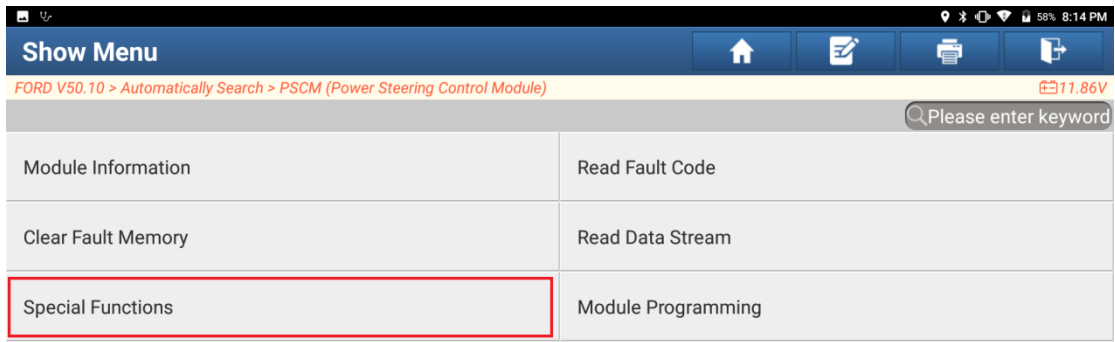 58% 8:14 PM
Show Menu
FORD V50.10 > Automatically Search > PSCM (Power Steering Control Module)
11.86V
Please enter keyword
Module Information
Read Fault Code
Clear Fault Memory
Read Data Stream
Special Functions
Module Programming